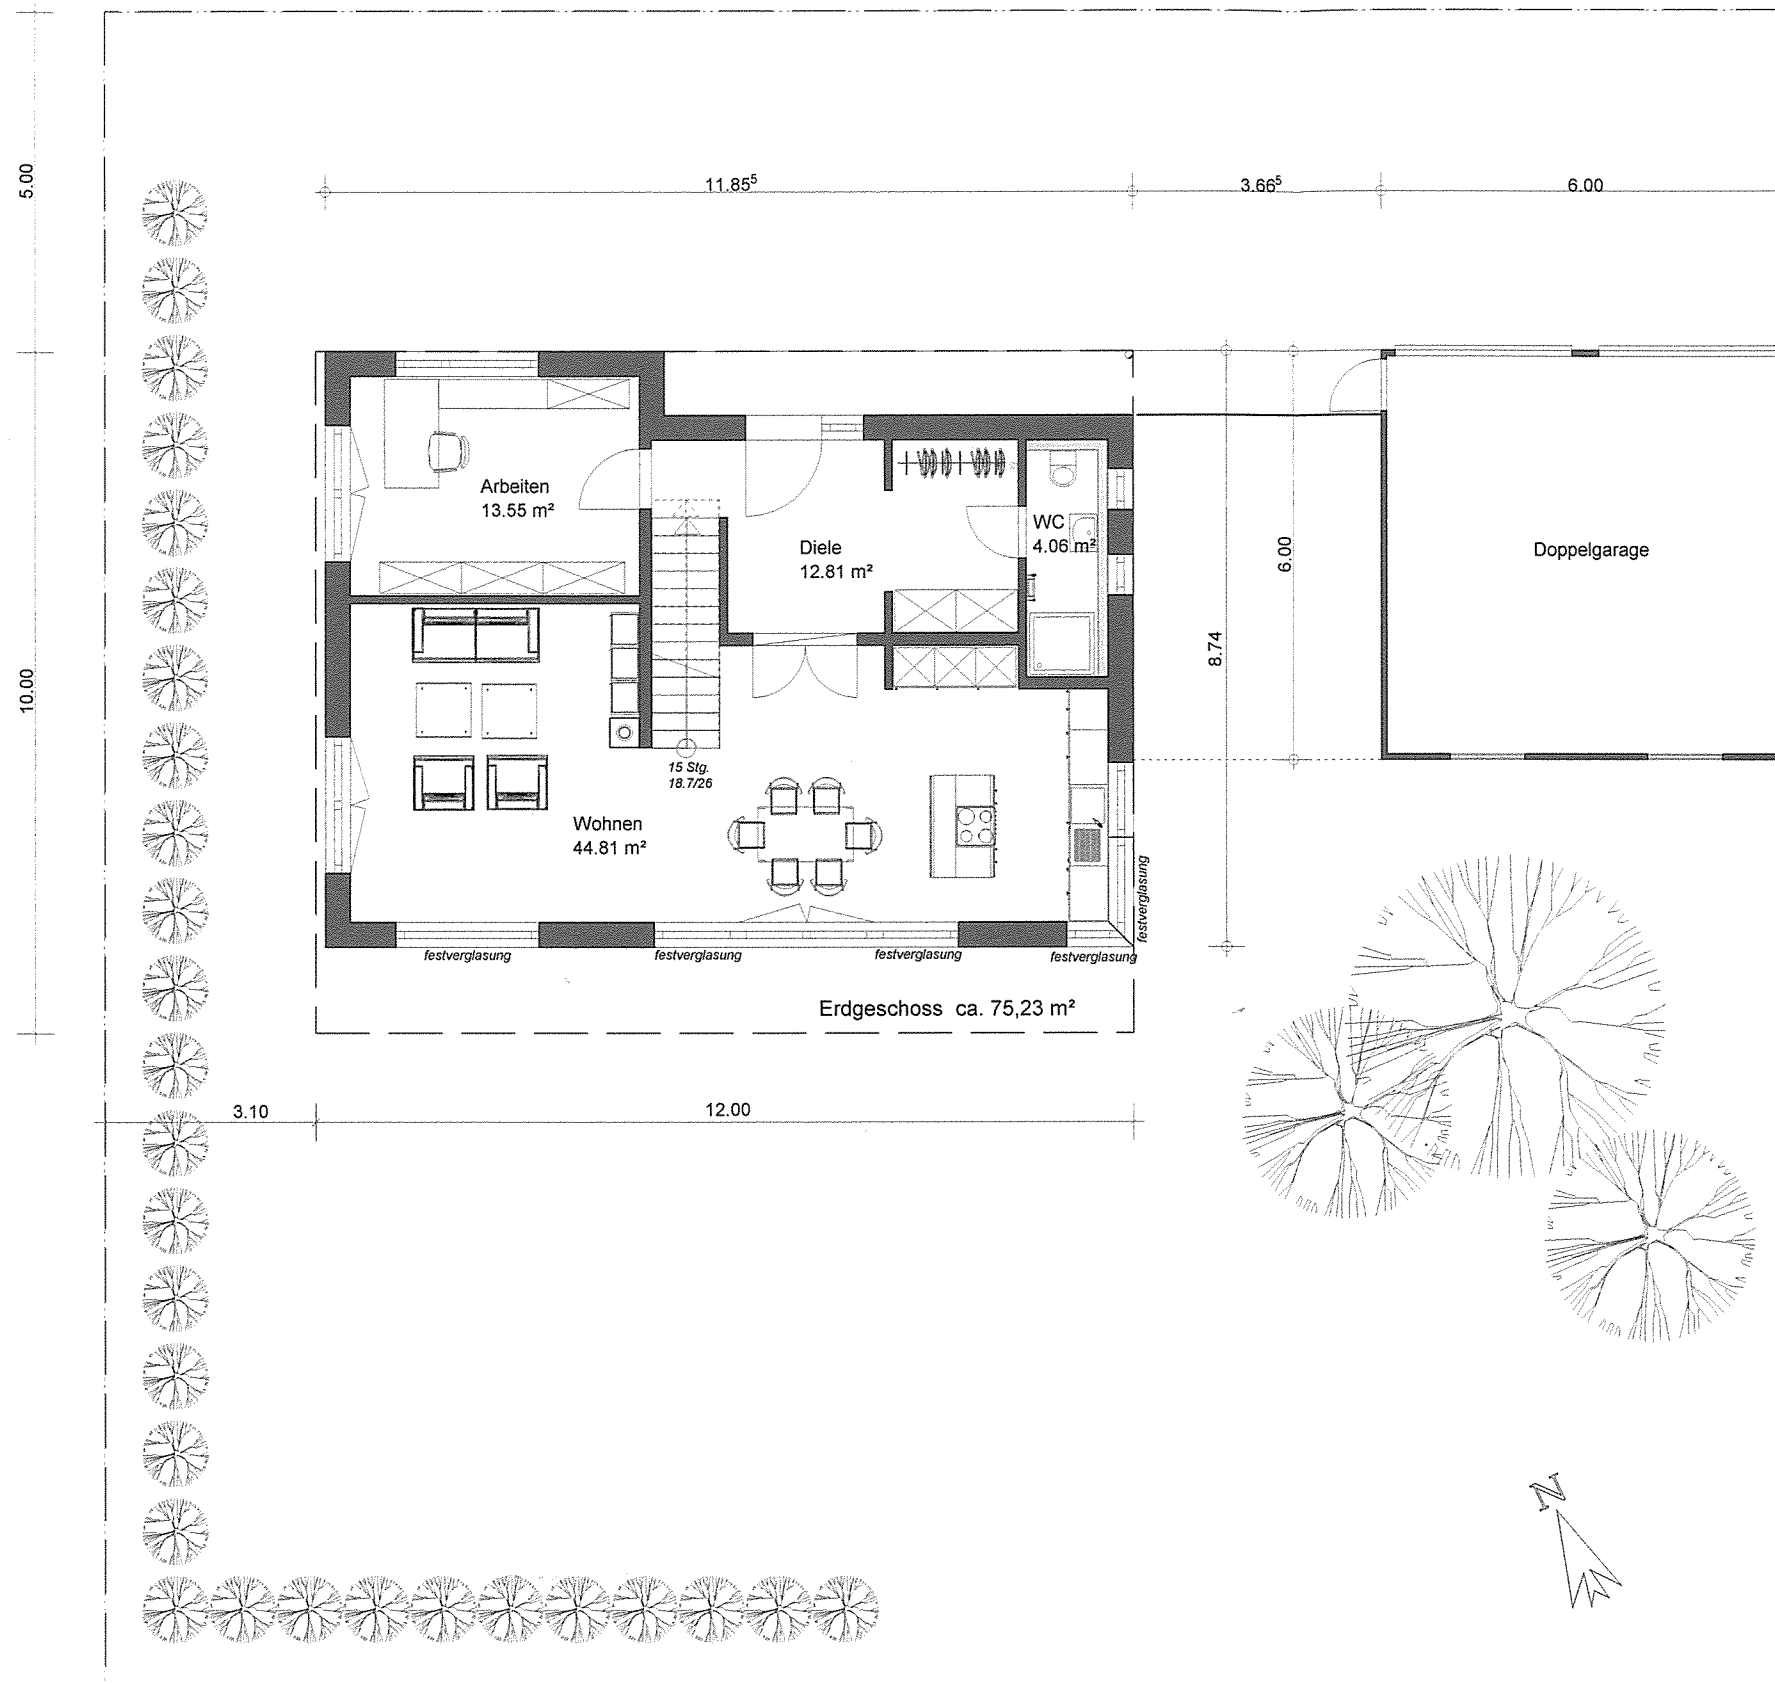 5.00
11.85⁵
3.66⁵
6.00
Arbeiten
13.55 m²
WC
4.06 m²
Diele
12.81 m²
6.00
Doppelgarage
8.74
10.00
15 Stg.
18.7/26
Wohnen
44.81 m²
festverglasung
festverglasung
festverglasung
festverglasung
festverglasung
Erdgeschoss ca. 75,23 m²
3.10
12.00
N